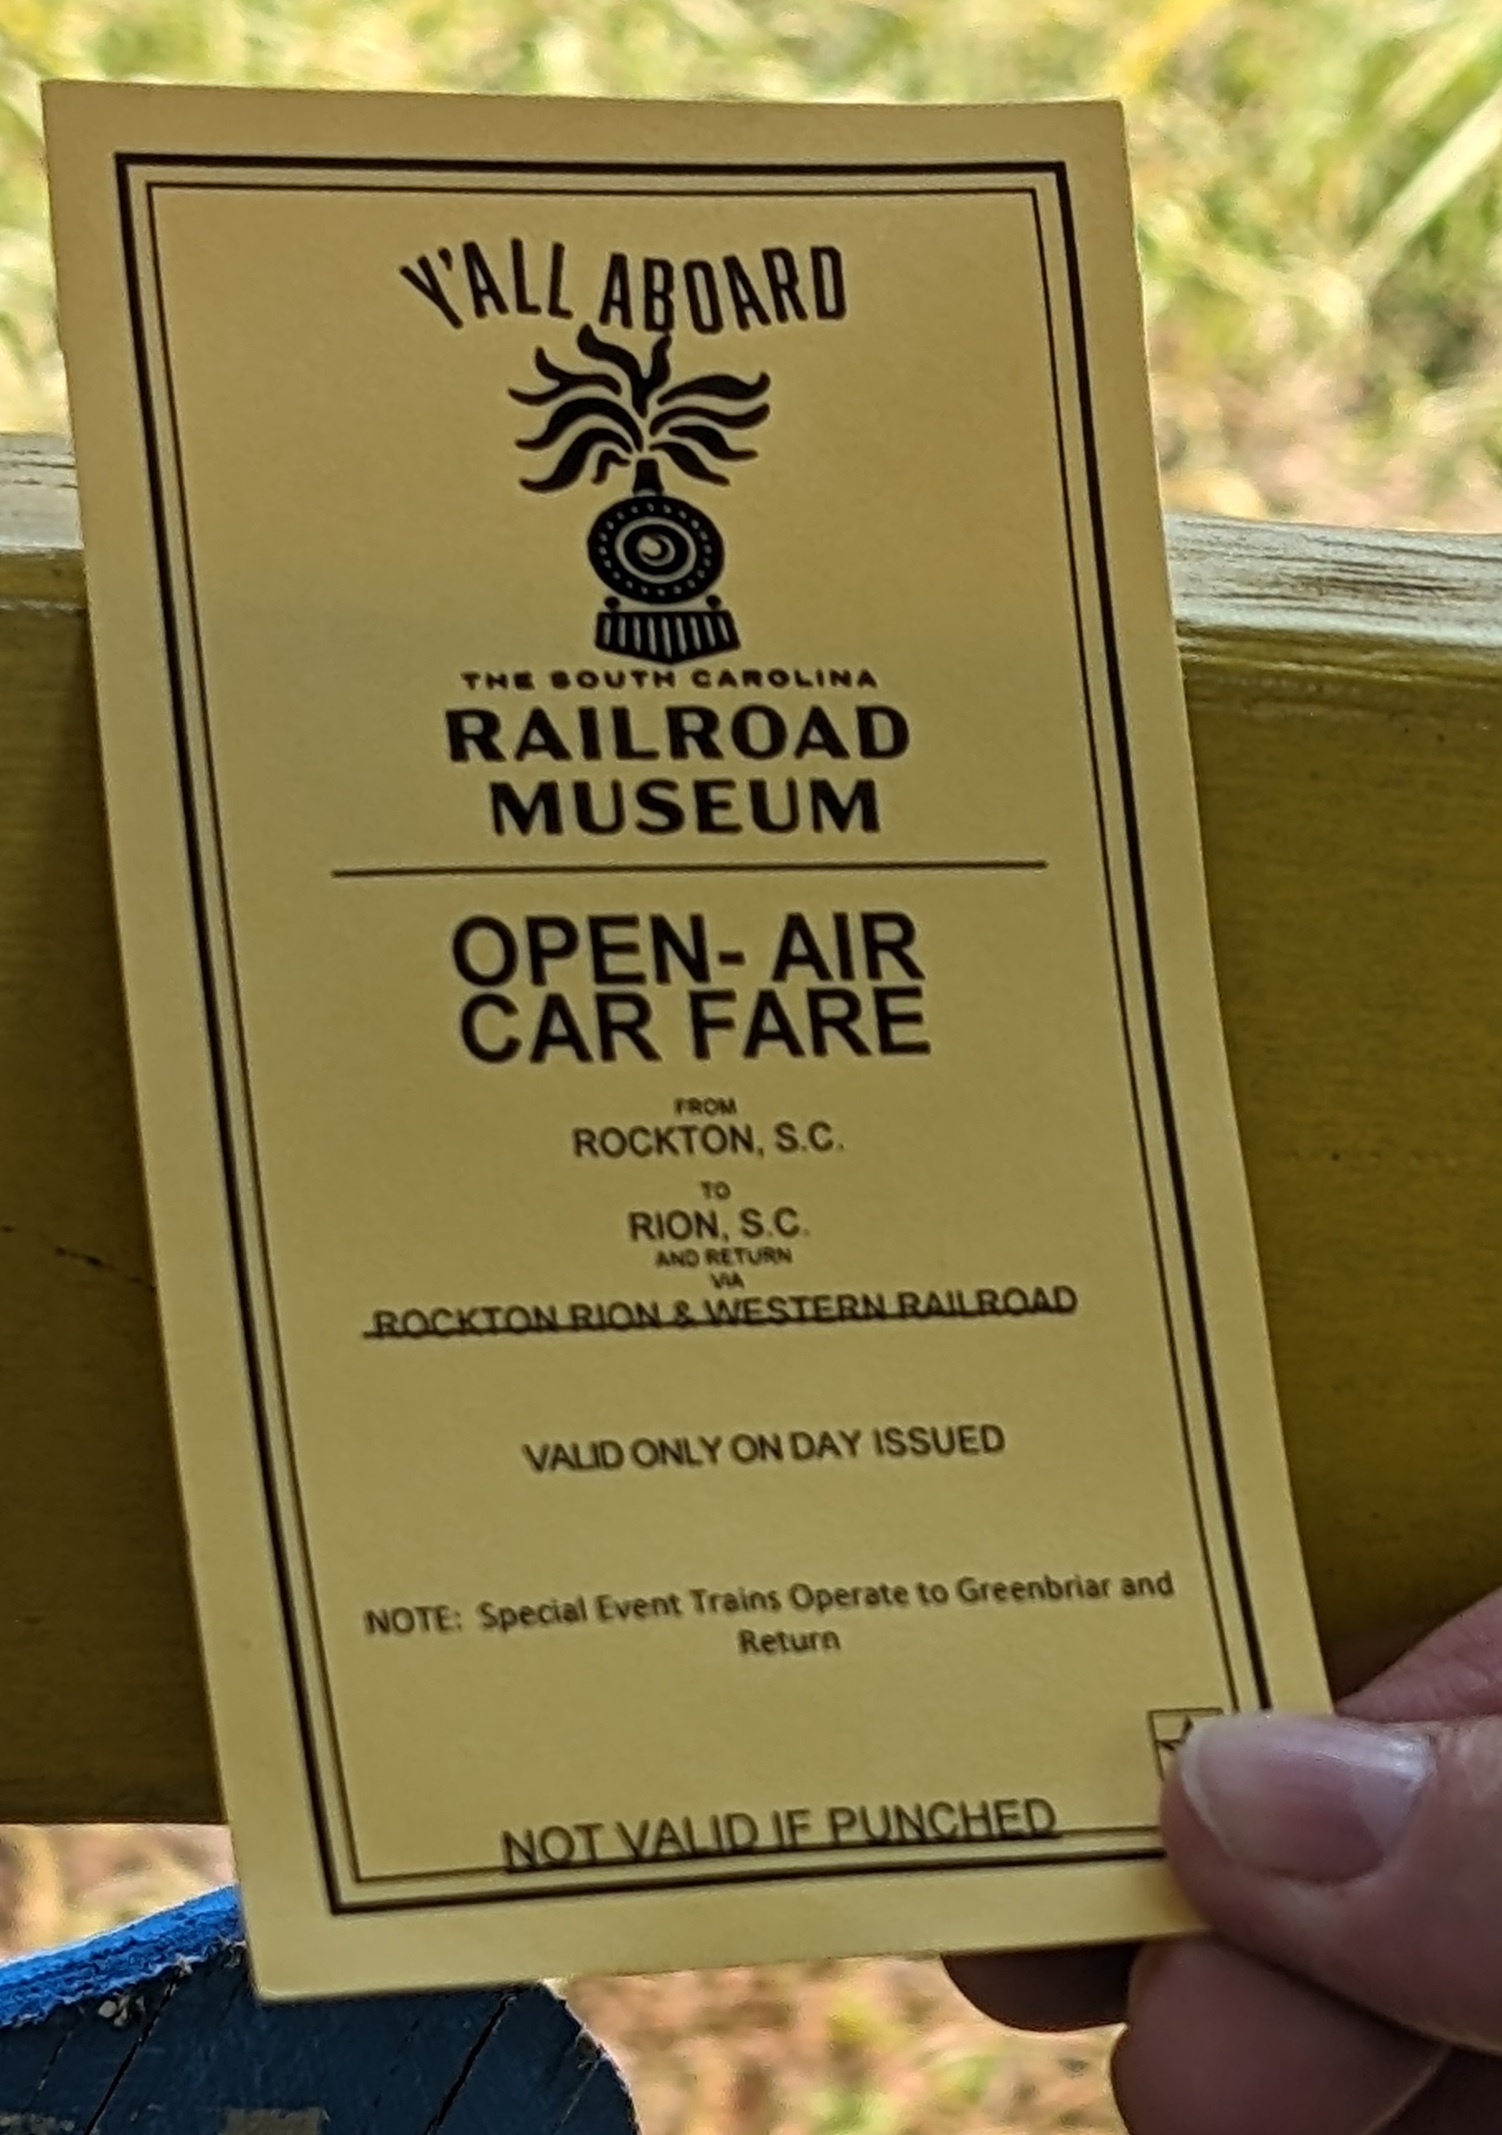 Y'ALL ABOARD
THE SOUTH CAROLINA
RAILROAD
MUSEUM
OPEN- AIR
CAR FARE
FROM
ROCKTON, S.C.
TO
RION, S.C.
AND RETURN
VIA
ROCKTON RION & WESTERN RAILROAD
VALID ONLY ON DAY ISSUED
NOTE: Special Event Trains Operate to Greenbriar and
Return
NOT VALID IF PUNCHED